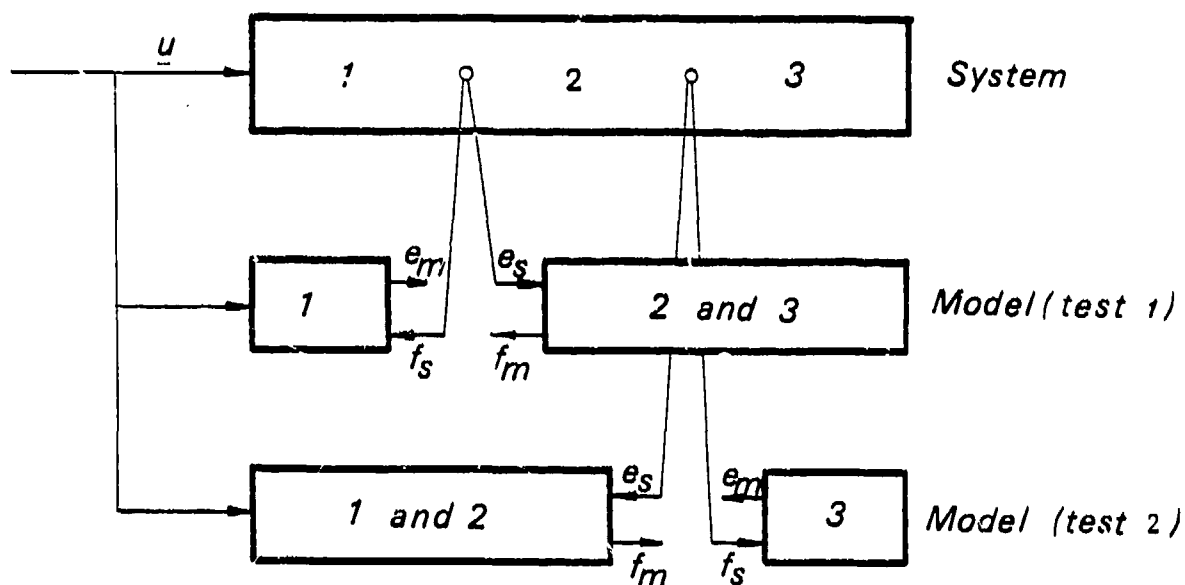 u
1 2 3 System
e_m e_s
1 2 and 3 Model (test 1)
f_s f_m
e_s e_m
1 and 2 3 Model (test 2)
f_m f_s